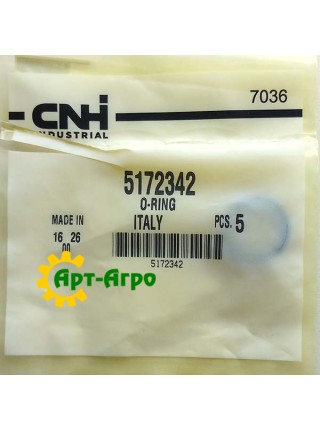 7036
CNH
INDUSTRIAL
5172342
O-RING
MADE IN ITALY PCS. 5
16 26
00
5172342
Арт-Агро